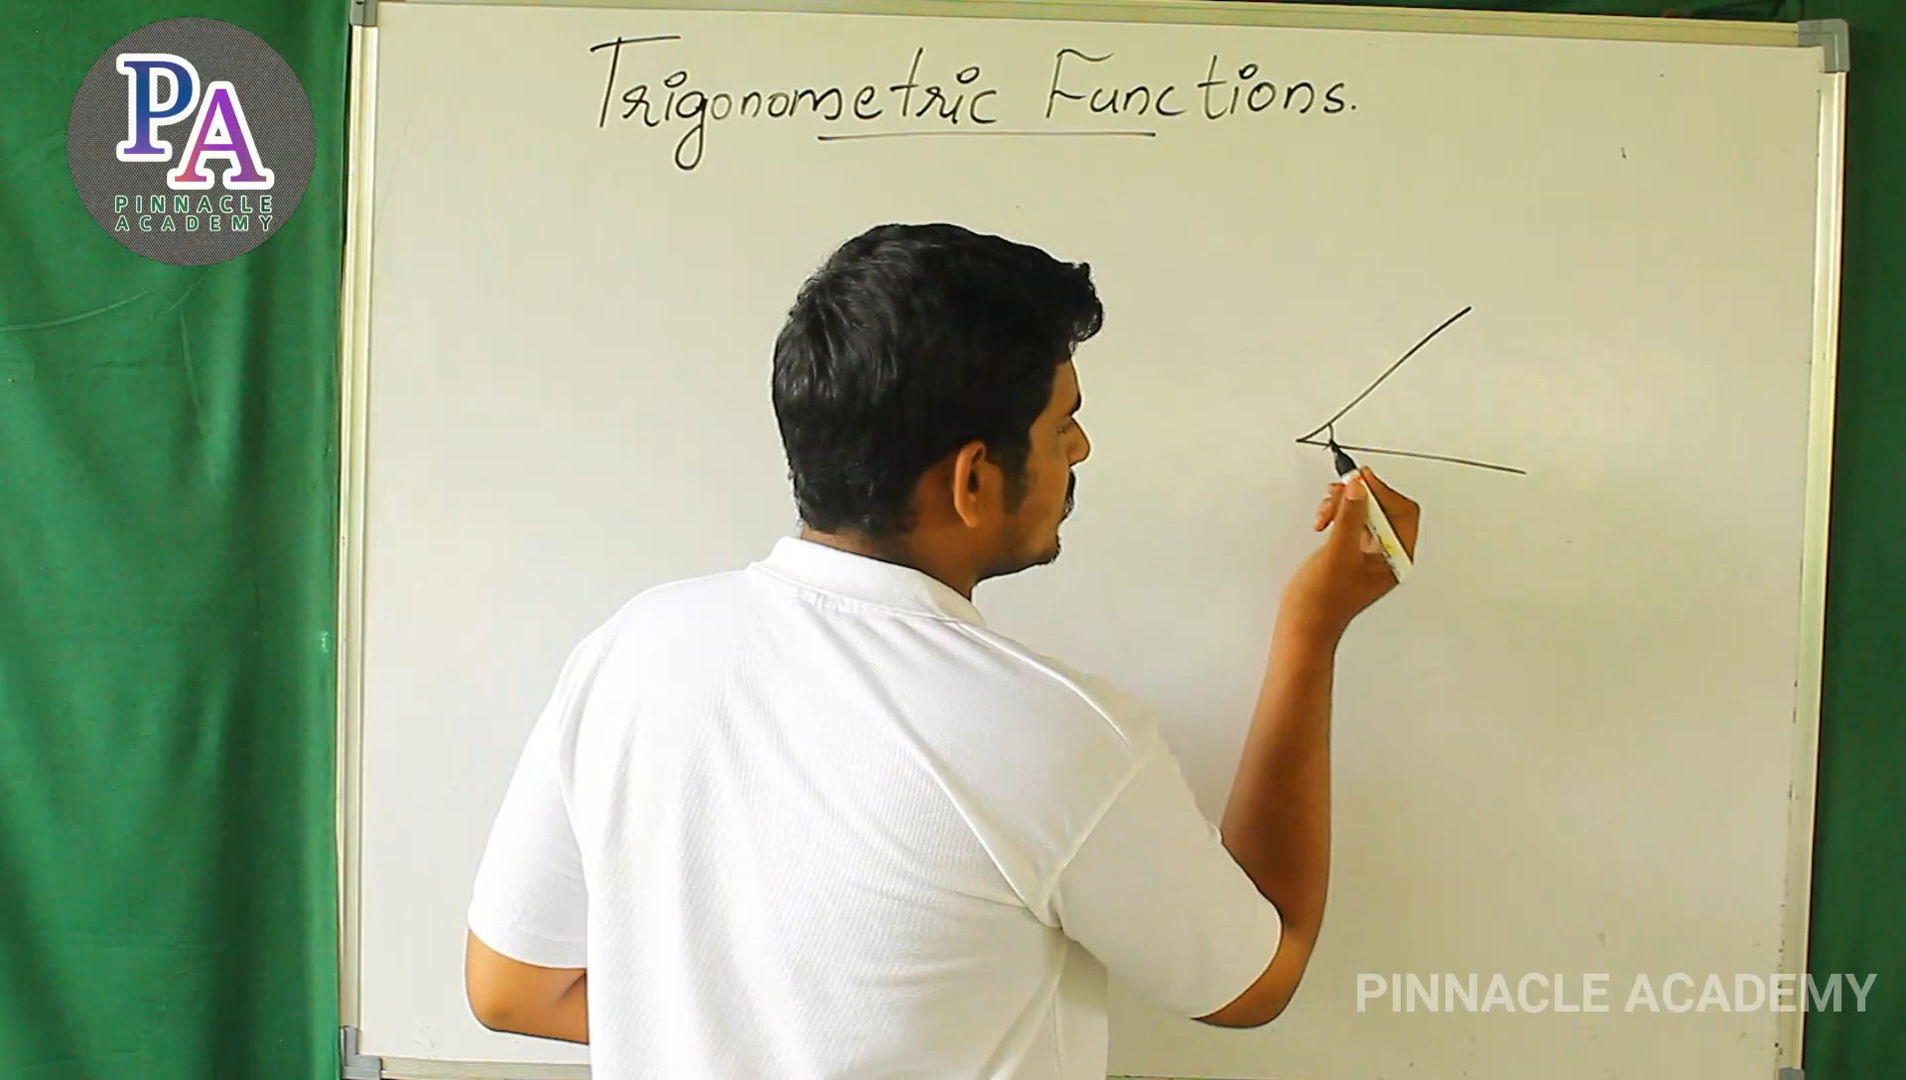 PA
PINNACLE
ACADEMY
Trigonometric Functions.
PINNACLE ACADEMY